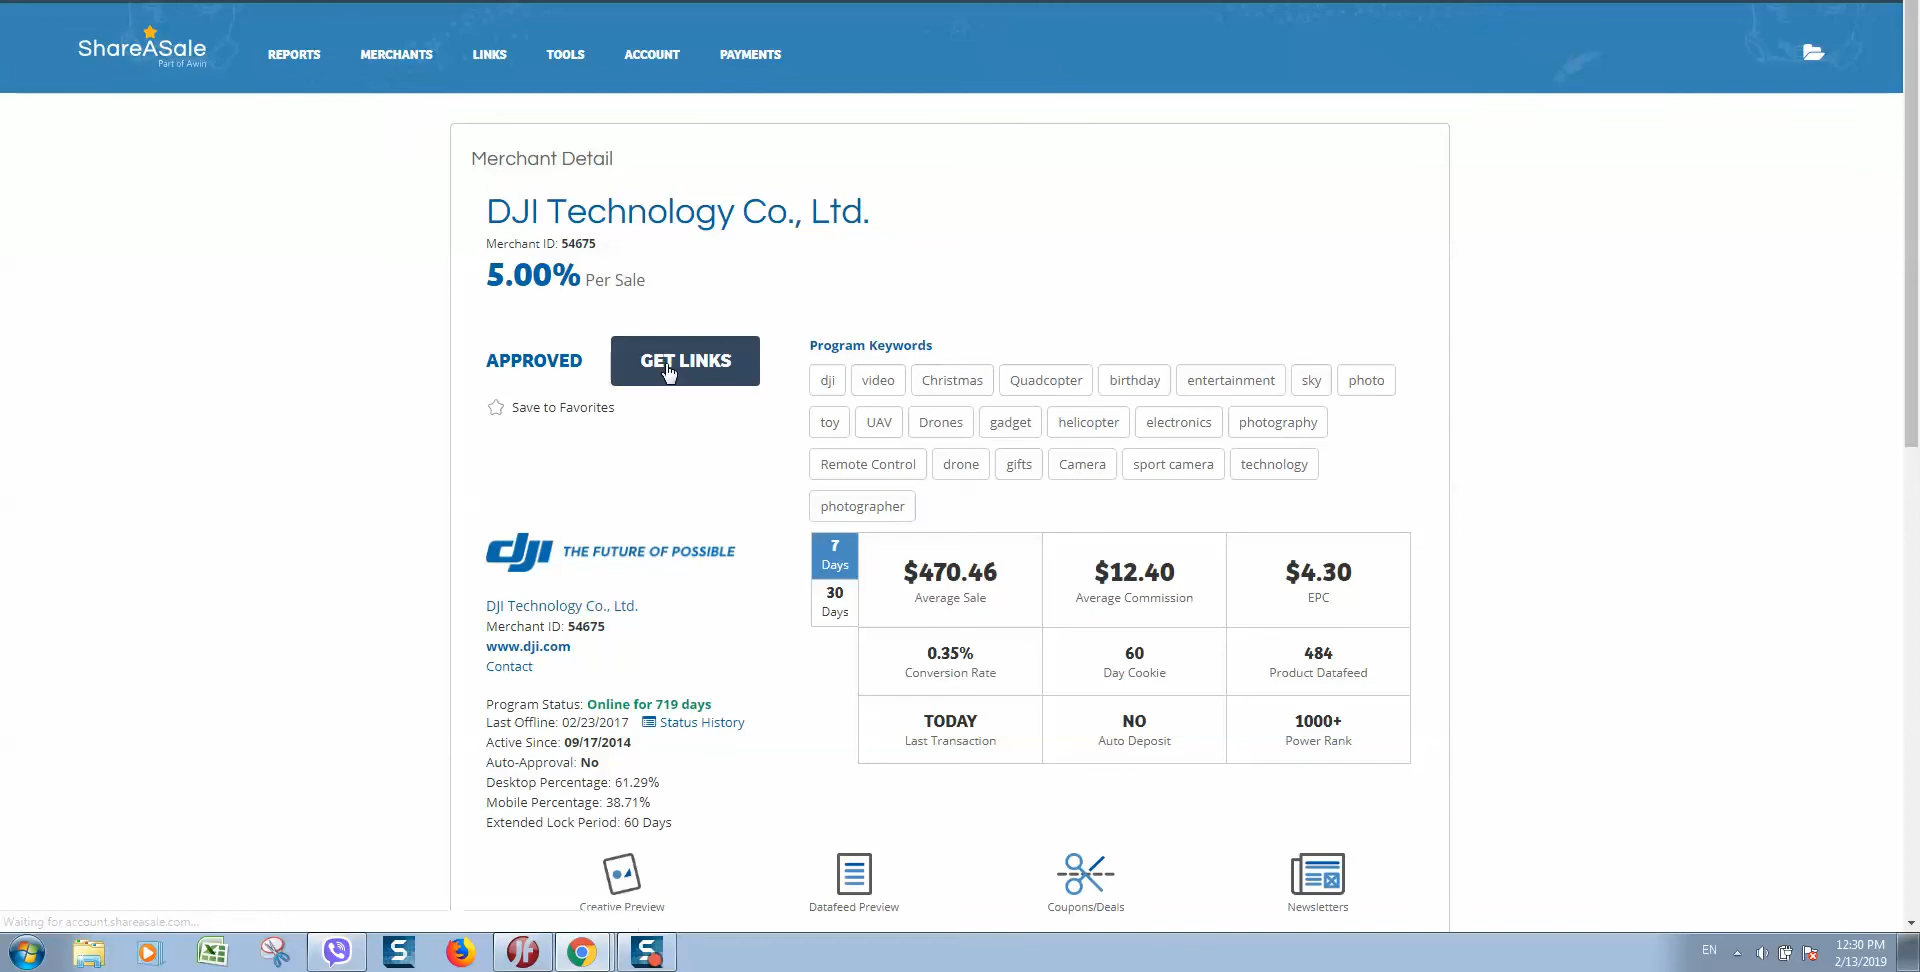 ShareASale
Part of Awin
REPORTS
MERCHANTS
LINKS
TOOLS
ACCOUNT
PAYMENTS
Merchant Detail
DJI Technology Co., Ltd.
Merchant ID: 54675
5.00% Per Sale
APPROVED
GET LINKS
Save to Favorites
Program Keywords
dji video Christmas Quadcopter birthday entertainment sky photo
toy UAV Drones gadget helicopter electronics photography
Remote Control drone gifts Camera sport camera technology
photographer
dji THE FUTURE OF POSSIBLE
DJI Technology Co., Ltd.
Merchant ID: 54675
www.dji.com
Contact
Program Status: Online for 719 days
Last Offline: 02/23/2017 Status History
Active Since: 09/17/2014
Auto-Approval: No
Desktop Percentage: 61.29%
Mobile Percentage: 38.71%
Extended Lock Period: 60 Days
7
Days
30
Days
$470.46
Average Sale
$12.40
Average Commission
$4.30
EPC
0.35%
Conversion Rate
60
Day Cookie
484
Product Datafeed
TODAY
Last Transaction
NO
Auto Deposit
1000+
Power Rank
Creative Preview
Datafeed Preview
Coupons/Deals
Newsletters
Waiting for account.shareasale.com...
EN
12:30 PM
2/13/2019